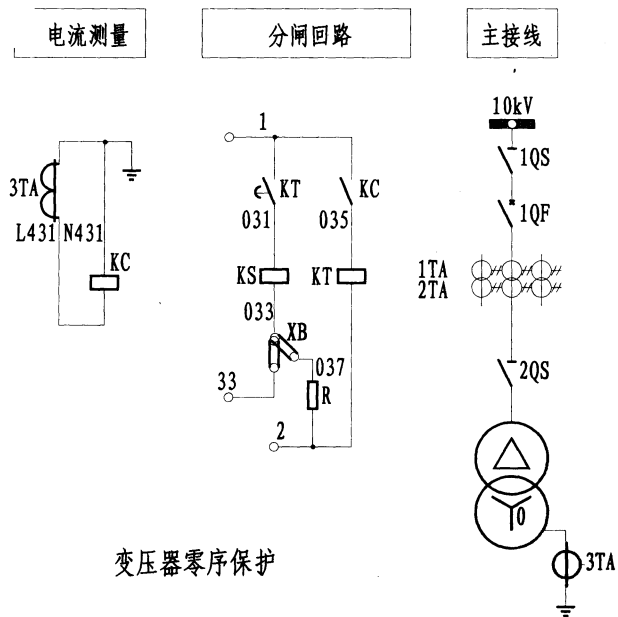 电流测量
分闸回路
主接线
3TA
L431
N431
KC
1
KT
KC
031
035
KS
KT
033
XB
33
037
R
2
10kV
1QS
1QF
1TA
2TA
2QS
0
3TA
变压器零序保护